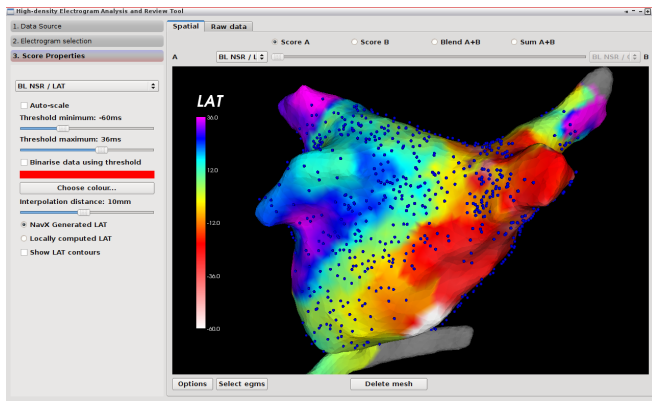 High-density Electrogram Analysis and Review Tool
1. Data Source
2. Electrogram selection
3. Score Properties
BL NSR / LAT
Auto-scale
Threshold minimum: -60ms
Threshold maximum: 36ms
Binarise data using threshold
Choose colour...
Interpolation distance: 10mm
NavX Generated LAT
Locally computed LAT
Show LAT contours
Spatial Raw data
Score A Score B Blend A+B Sum A+B
A BL NSR / L BL NSR / ( B
LAT
36.0
12.0
-12.0
-36.0
-60.0
Options Select egms Delete mesh